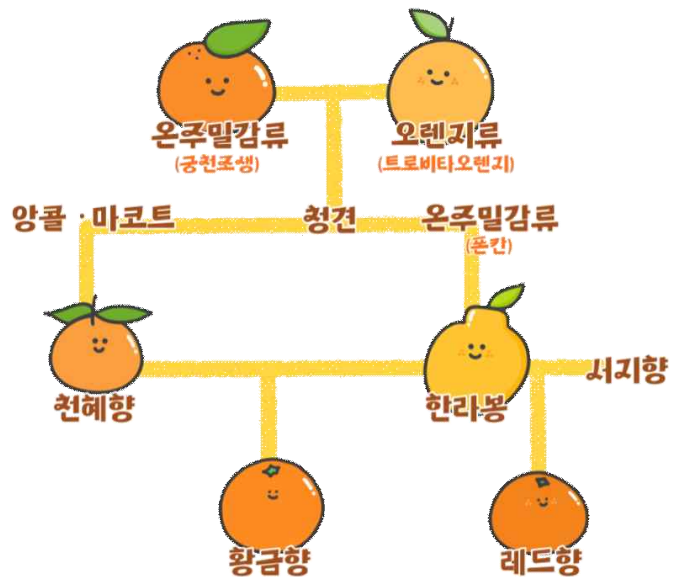 온주밀감류
(궁천조생)
오렌지류
(트로비타오렌지)
앙콜·마코트
청견
온주밀감류
(폰칸)
천혜향
한라봉
서지향
황금향
레드향